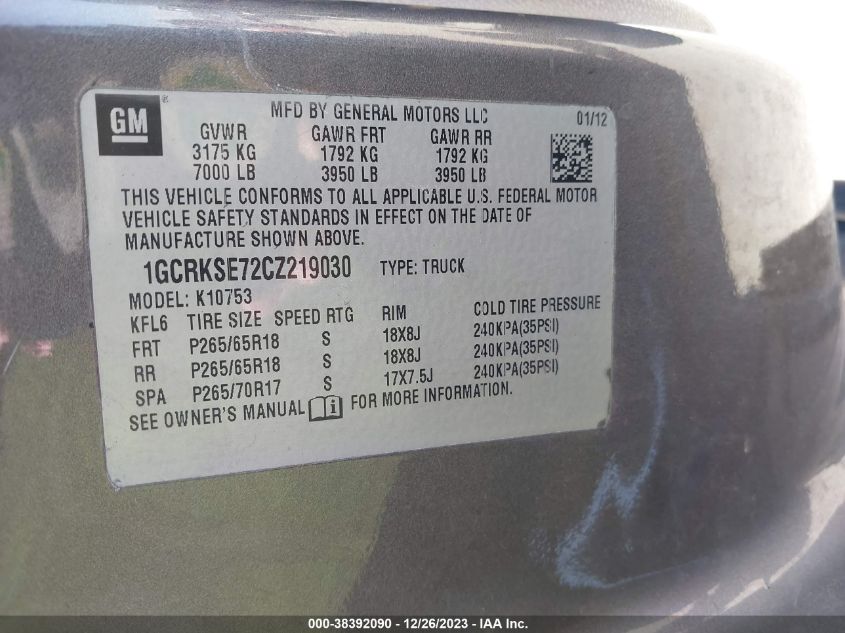 GM ®
MFD BY GENERAL MOTORS LLC 01/12
GVWR GAWR FRT GAWR RR
3175 KG 1792 KG 1792 KG
7000 LB 3950 LB 3950 LB
THIS VEHICLE CONFORMS TO ALL APPLICABLE U.S. FEDERAL MOTOR
VEHICLE SAFETY STANDARDS IN EFFECT ON THE DATE OF
MANUFACTURE SHOWN ABOVE.
1GCRKSE72CZ219030 TYPE: TRUCK
MODEL: K10753
KFL6 TIRE SIZE SPEED RTG RIM COLD TIRE PRESSURE
FRT P265/65R18 S 18X8J 240KPA(35PSI)
RR P265/65R18 S 18X8J 240KPA(35PSI)
SPA P265/70R17 S 17X7.5J 240KPA(35PSI)
SEE OWNER'S MANUAL i FOR MORE INFORMATION.
000-38392090 - 12/26/2023 - IAA Inc.